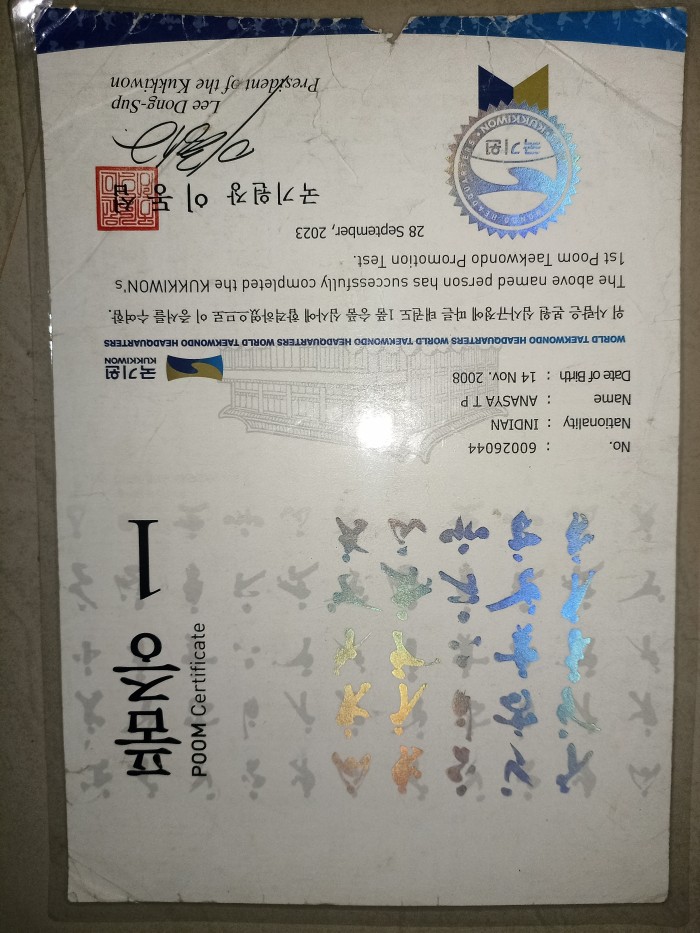 품증
POOM Certificate
1
No. : 60026044
Nationality : INDIAN
Name : ANASYA T P
Date of Birth : 14 Nov. 2008
국기원
KUKKIWON
WORLD TAEKWONDO HEADQUARTERS WORLD TAEKWONDO HEADQUARTERS WORLD TAEKWONDO HEADQUARTERS
위 사람은 본원 심사규정에 따른 태권도 1품 승품 심사에 합격하였으므로 이 증서를 수여함.
The above named person has successfully completed the KUKKIWON's
1st Poom Taekwondo Promotion Test.
28 September, 2023
국기원장 이 동 섭
Lee Dong-Sup
President of the Kukkiwon
국기원
KUKKIWON